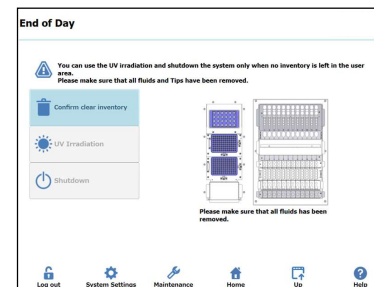 End of Day
You can use the UV irradiation and shutdown the system only when no inventory is left in the user
area.
Please make sure that all fluids and Tips have been removed.
Confirm clear inventory
UV Irradiation
Shutdown
Please make sure that all fluids has been
removed.
Log out
System Settings
Maintenance
Home
Up
Help